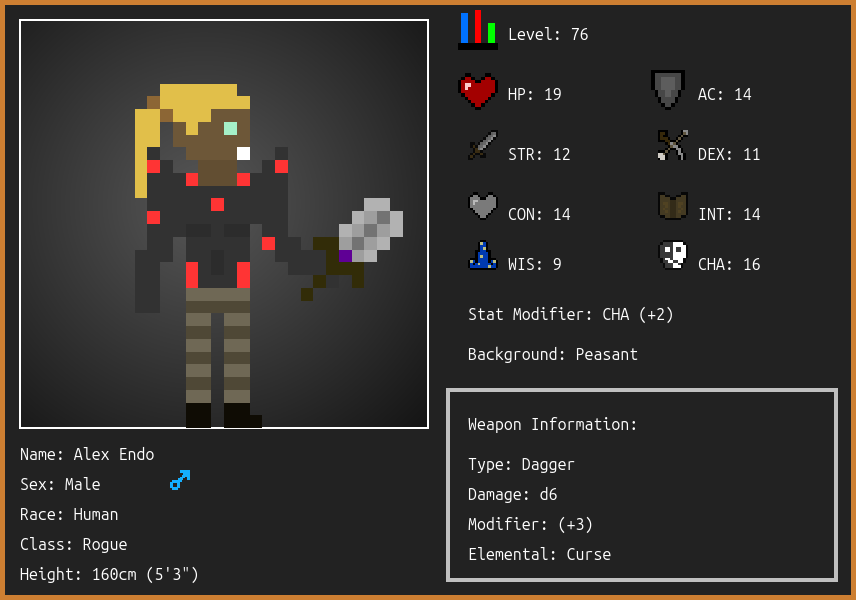 Level: 76
HP: 19
AC: 14
STR: 12
DEX: 11
CON: 14
INT: 14
WIS: 9
CHA: 16
Stat Modifier: CHA (+2)
Background: Peasant
Weapon Information:
Type: Dagger
Damage: d6
Modifier: (+3)
Elemental: Curse
Name: Alex Endo
Sex: Male
Race: Human
Class: Rogue
Height: 160cm (5'3")